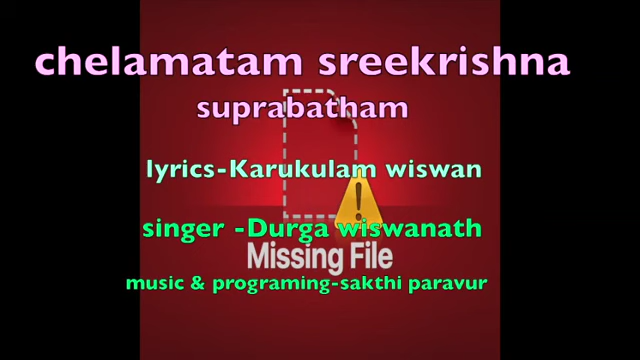 chelamatam sreekrishna
suprabatham
lyrics-Karukulam wiswan
singer -Durga wiswanath
Missing File
music & programing-sakthi paravur